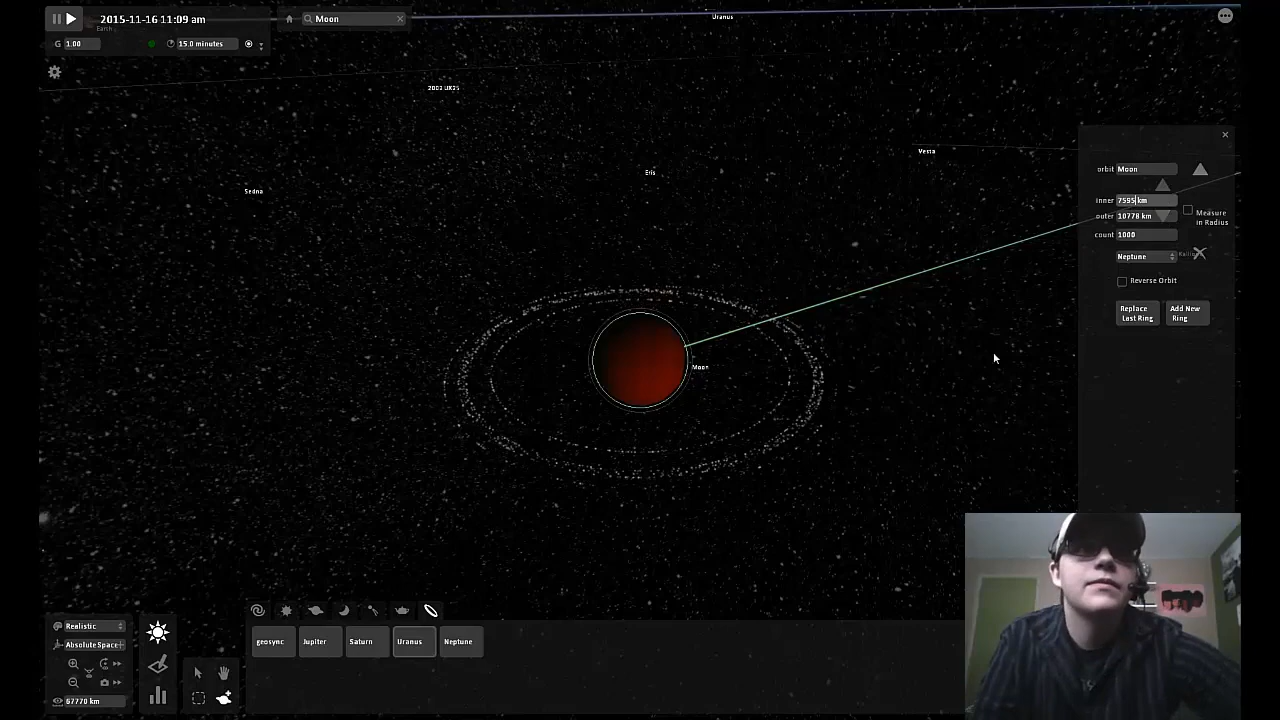 2015-11-16 11:09 am
Earth
Moon
G 1.00
15.0 minutes
Uranus
2002 UX25
Vesta
Eris
Sedna
orbit Moon
inner 7595 km
outer 10778 km
Measure
in Radius
count 1000
Neptune
Reverse Orbit
Replace
Last Ring
Add New
Ring
Moon
Realistic
Absolute Space
67770 km
geosync
Jupiter
Saturn
Uranus
Neptune